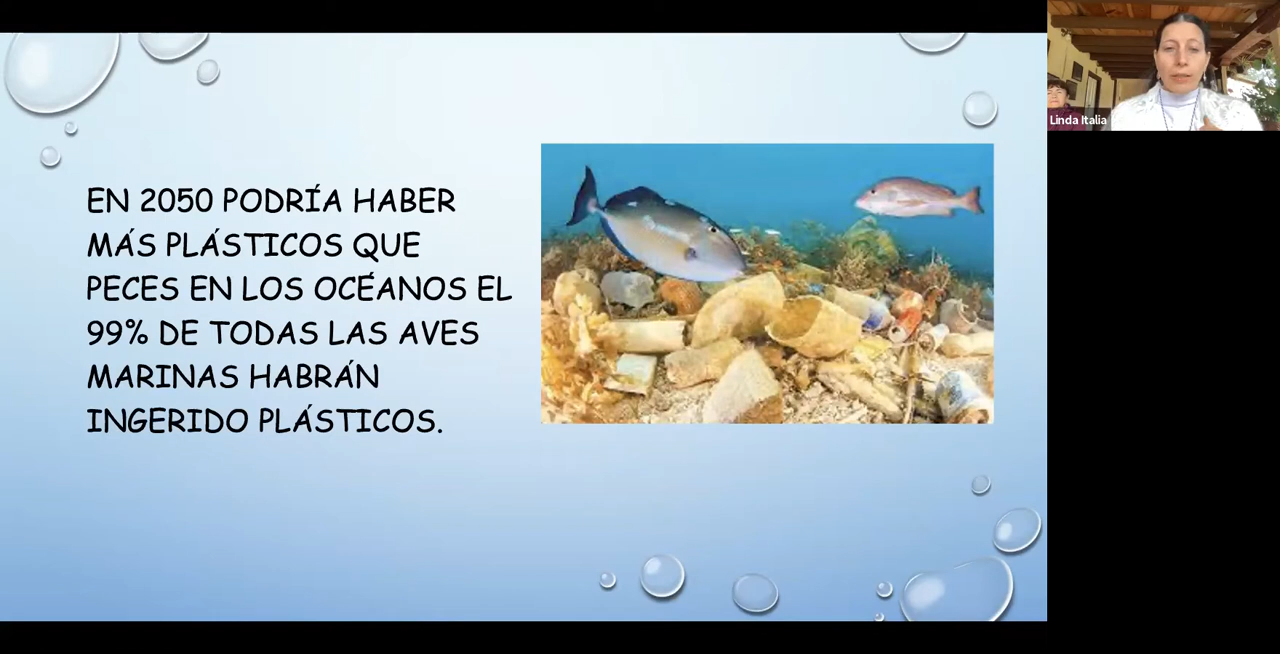 EN 2050 PODRÍA HABER
MÁS PLÁSTICOS QUE
PECES EN LOS OCÉANOS EL
99% DE TODAS LAS AVES
MARINAS HABRÁN
INGERIDO PLÁSTICOS.
Linda Italia